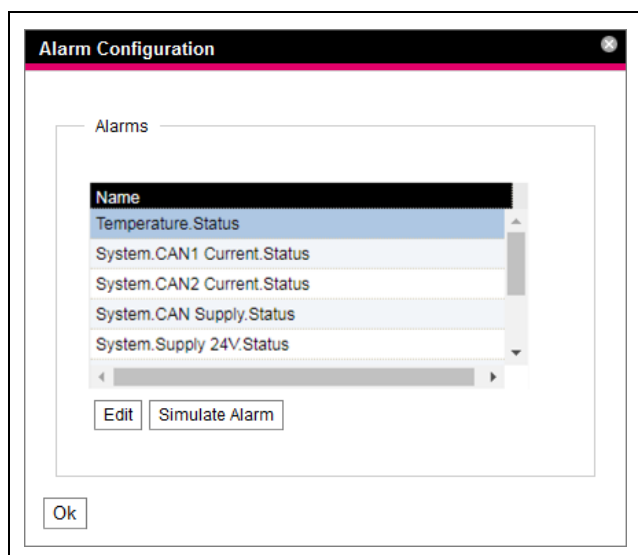 Alarm Configuration
Alarms
Name
Temperature.Status
System.CAN1 Current.Status
System.CAN2 Current.Status
System.CAN Supply.Status
System.Supply 24V.Status
Edit Simulate Alarm
Ok